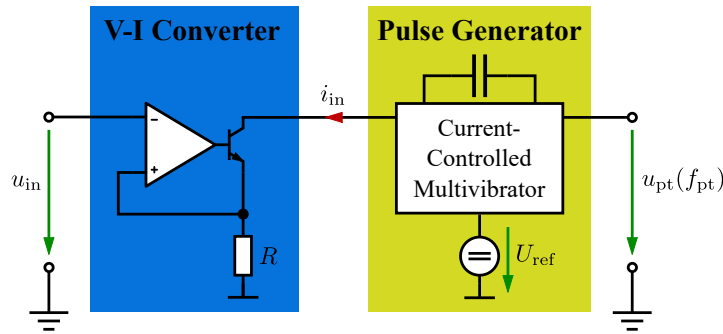 V-I Converter
Pulse Generator
i_in
−
+
u_in
R
Current-
Controlled
Multivibrator
u_pt(f_pt)
U_ref